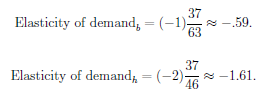 Elasticity of demand_b = (−1) 37/63 ≈ −.59.
Elasticity of demand_h = (−2) 37/46 ≈ −1.61.